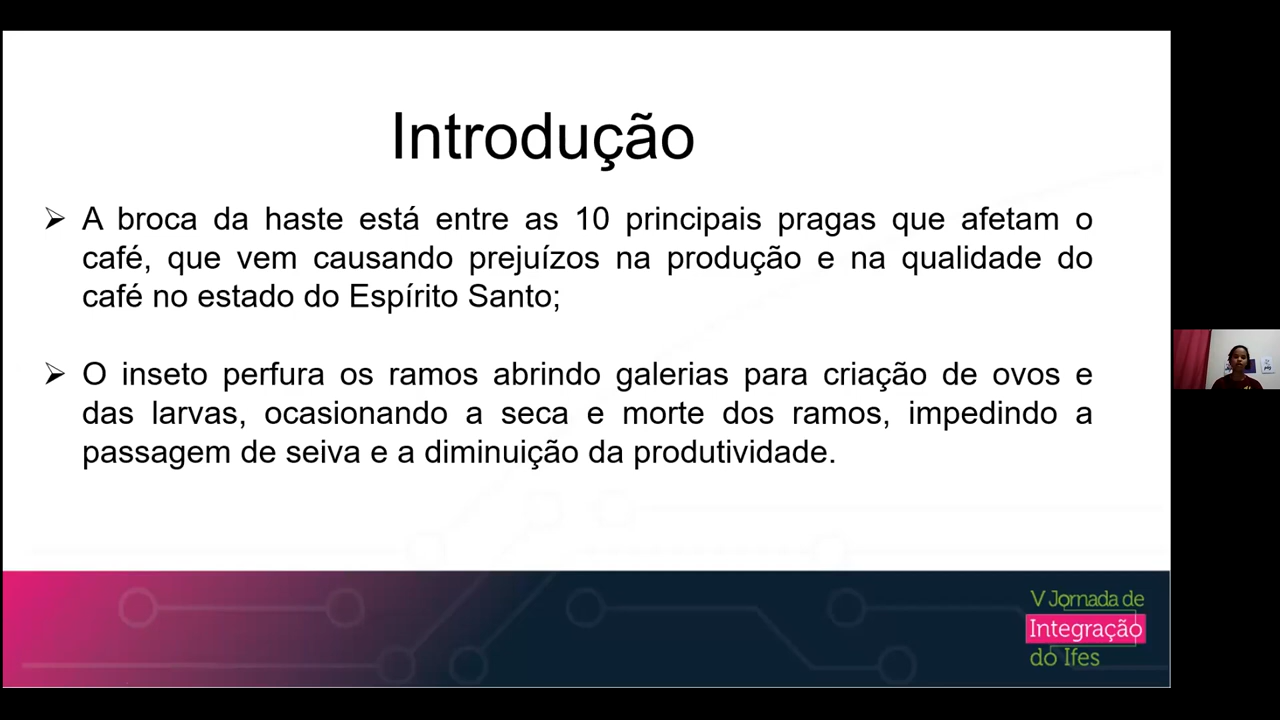 Introdução
A broca da haste está entre as 10 principais pragas que afetam o
café, que vem causando prejuízos na produção e na qualidade do
café no estado do Espírito Santo;
O inseto perfura os ramos abrindo galerias para criação de ovos e
das larvas, ocasionando a seca e morte dos ramos, impedindo a
passagem de seiva e a diminuição da produtividade.
V Jornada de
Integração
do Ifes